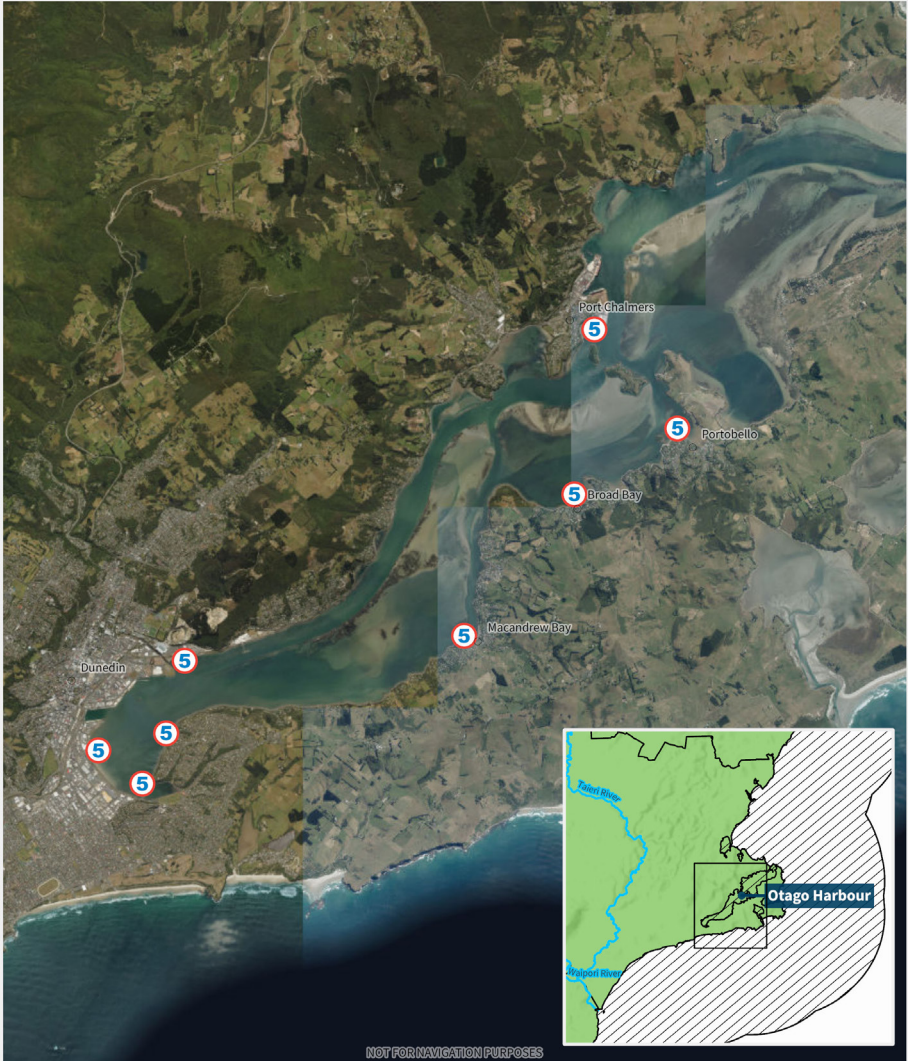 Port Chalmers
5
5
Portobello
5
Broad Bay
5
Macandrew Bay
5
Dunedin
5
5
5
Taieri River
Otago Harbour
Waipori River
NOT FOR NAVIGATION PURPOSES